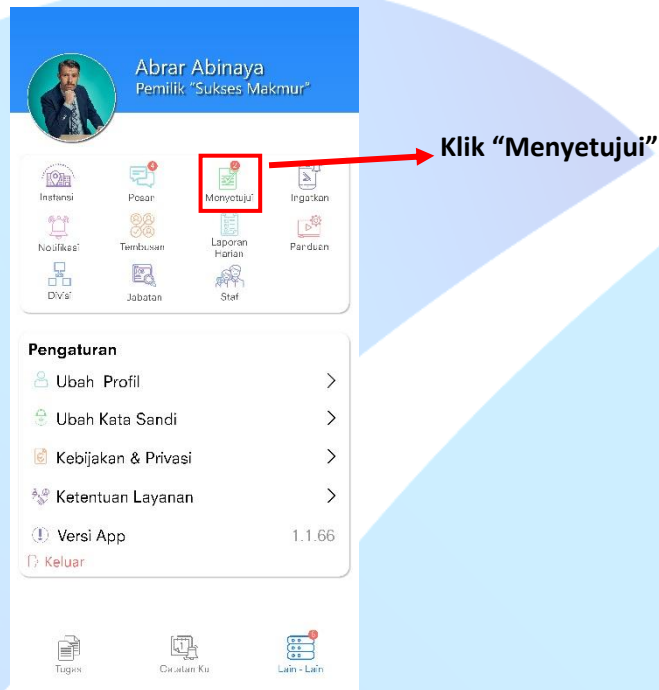 Abrar Abinaya
Pemilik “Sukses Makmur”
Klik “Menyetujui”
4
2
Instansi
Pesan
Menyetujui
Ingatkan
Notifikasi
Tembusan
Laporan
Harian
Panduan
Divisi
Jabatan
Staf
Pengaturan
Ubah Profil
Ubah Kata Sandi
Kebijakan & Privasi
Ketentuan Layanan
Versi App 1.1.66
Keluar
Tugas
Catatan Ku
Lain - Lain